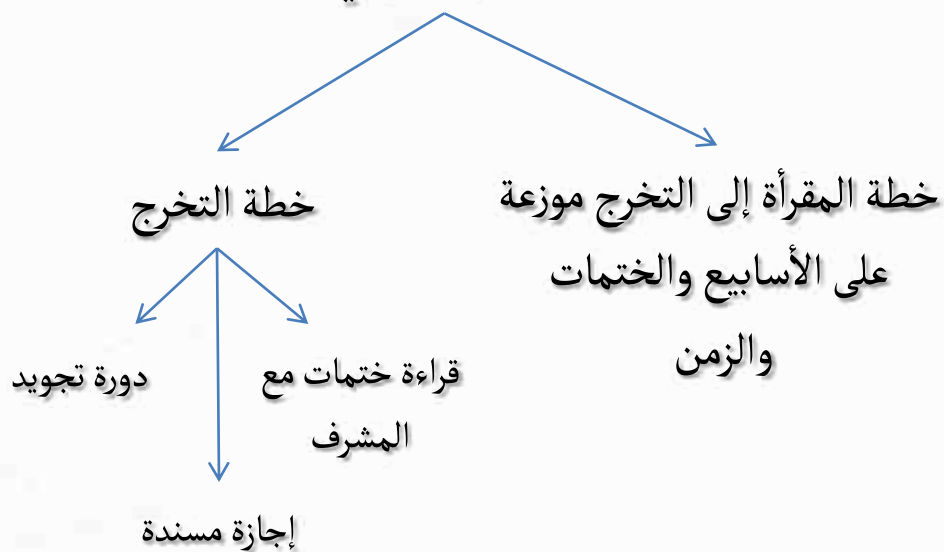 خطة المقرأة إلى التخرج موزعة
على الأسابيع والختمات
والزمن
خطة التخرج
قراءة ختمات مع
المشرف
دورة تجويد
إجازة مسندة